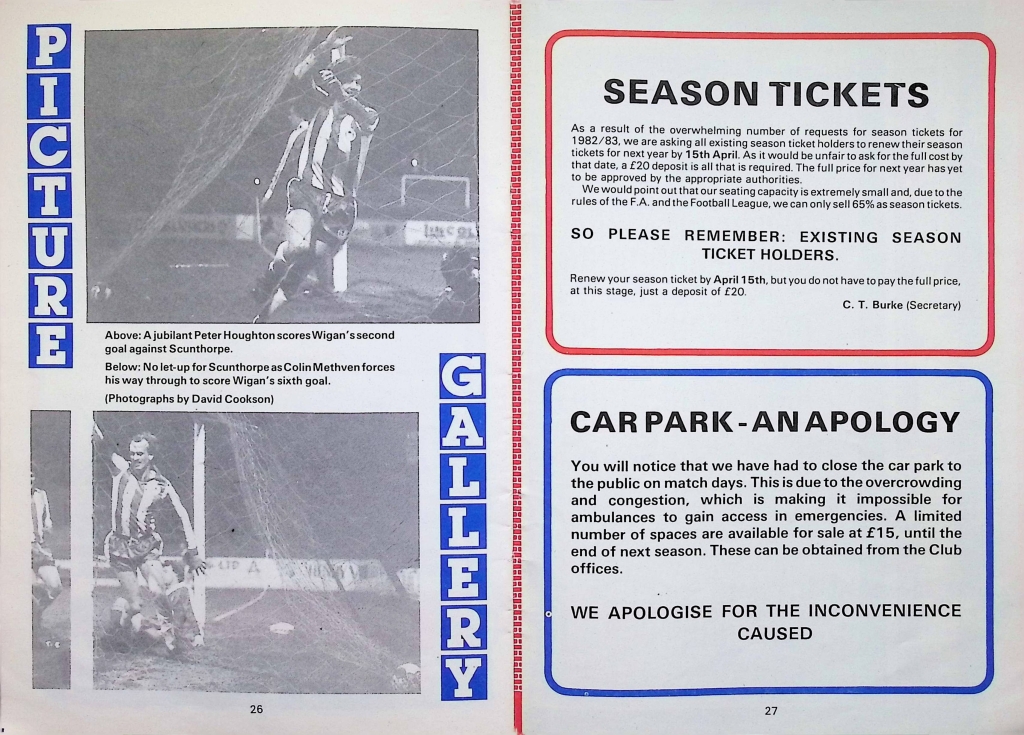 PICTURE
Above: A jubilant Peter Houghton scores Wigan's second
goal against Scunthorpe.
Below: No let-up for Scunthorpe as Colin Methven forces
his way through to score Wigan's sixth goal.
(Photographs by David Cookson)
GALLERY
26
SEASON TICKETS
As a result of the overwhelming number of requests for season tickets for
1982/83, we are asking all existing season ticket holders to renew their season
tickets for next year by 15th April. As it would be unfair to ask for the full cost by
that date, a £20 deposit is all that is required. The full price for next year has yet
to be approved by the appropriate authorities.
We would point out that our seating capacity is extremely small and, due to the
rules of the F.A. and the Football League, we can only sell 65% as season tickets.
SO PLEASE REMEMBER: EXISTING SEASON
TICKET HOLDERS.
Renew your season ticket by April 15th, but you do not have to pay the full price,
at this stage, just a deposit of £20.
C. T. Burke (Secretary)
CAR PARK - AN APOLOGY
You will notice that we have had to close the car park to
the public on match days. This is due to the overcrowding
and congestion, which is making it impossible for
ambulances to gain access in emergencies. A limited
number of spaces are available for sale at £15, until the
end of next season. These can be obtained from the Club
offices.
WE APOLOGISE FOR THE INCONVENIENCE
CAUSED
27